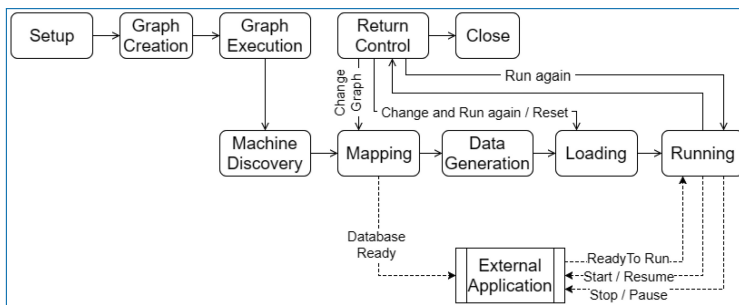 Setup
Graph
Creation
Graph
Execution
Return
Control
Close
Run again
Change
Graph
Change and Run again / Reset
Machine
Discovery
Mapping
Data
Generation
Loading
Running
Database
Ready
External
Application
ReadyTo Run
Start / Resume
Stop / Pause